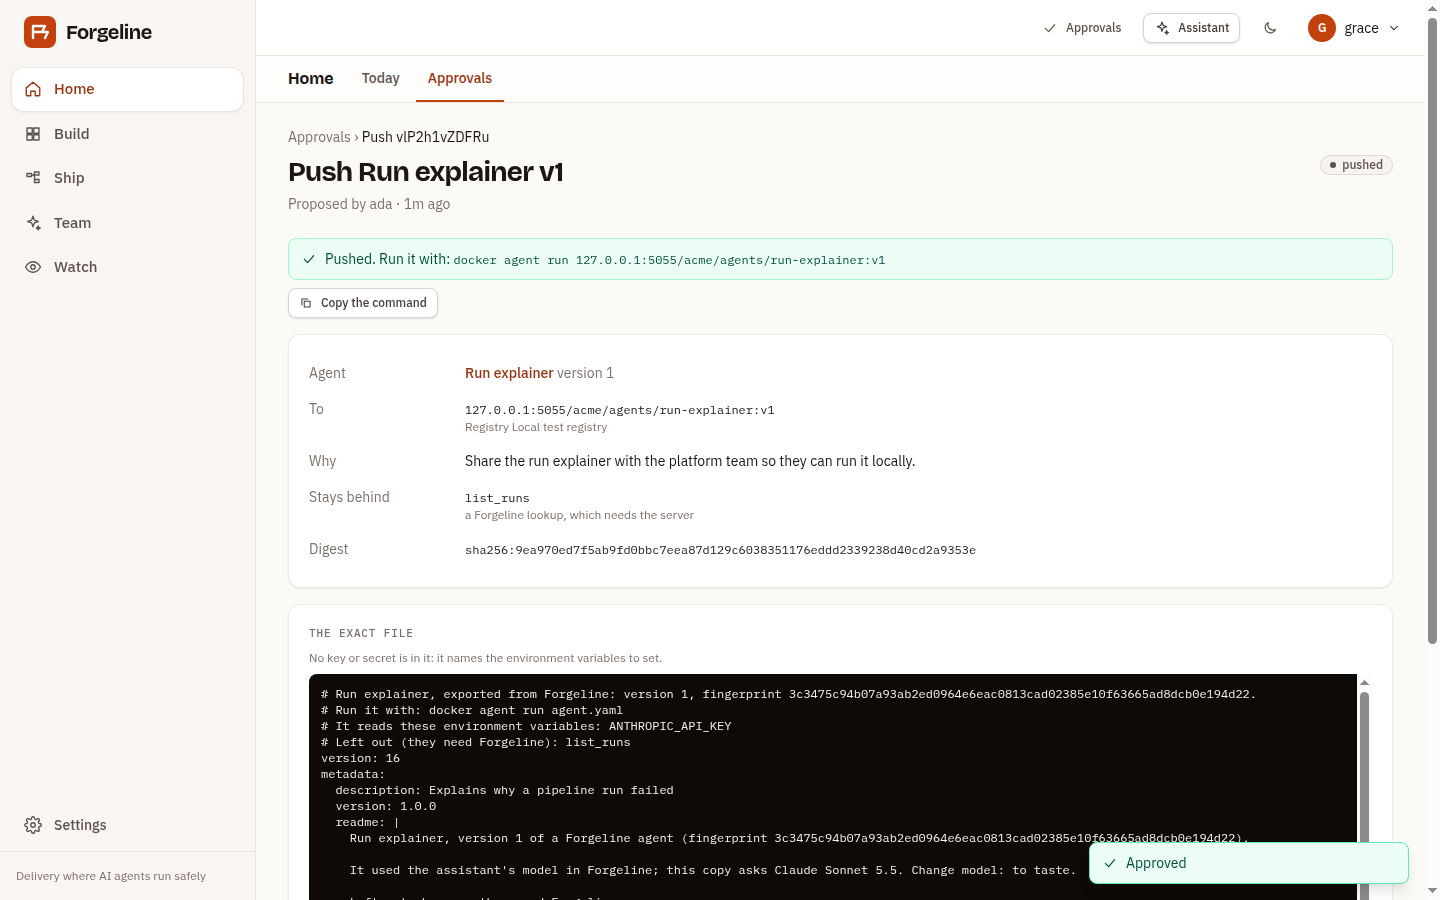 Forgeline
Approvals
Assistant
G
grace
Home
Build
Ship
Team
Watch
Settings
Delivery where AI agents run safely
Home
Today
Approvals
Approvals › Push vlP2h1vZDFRu
Push Run explainer v1
pushed
Proposed by ada · 1m ago
Pushed. Run it with: docker agent run 127.0.0.1:5055/acme/agents/run-explainer:v1
Copy the command
Agent
Run explainer version 1
To
127.0.0.1:5055/acme/agents/run-explainer:v1
Registry Local test registry
Why
Share the run explainer with the platform team so they can run it locally.
Stays behind
list_runs
a Forgeline lookup, which needs the server
Digest
sha256:9ea970ed7f5ab9fd0bbc7eea87d129c6038351176eddd2339238d40cd2a9353e
THE EXACT FILE
No key or secret is in it: it names the environment variables to set.
# Run explainer, exported from Forgeline: version 1, fingerprint 3c3475c94b07a93ab2ed0964e6eac0813cad02385e10f63665ad8dcb0e194d22.
# Run it with: docker agent run agent.yaml
# It reads these environment variables: ANTHROPIC_API_KEY
# Left out (they need Forgeline): list_runs
version: 16
metadata:
description: Explains why a pipeline run failed
version: 1.0.0
readme: |
Run explainer, version 1 of a Forgeline agent (fingerprint 3c3475c94b07a93ab2ed0964e6eac0813cad02385e10f63665ad8dcb0e194d22).
It used the assistant's model in Forgeline; this copy asks Claude Sonnet 5.5. Change model: to taste.
Approved